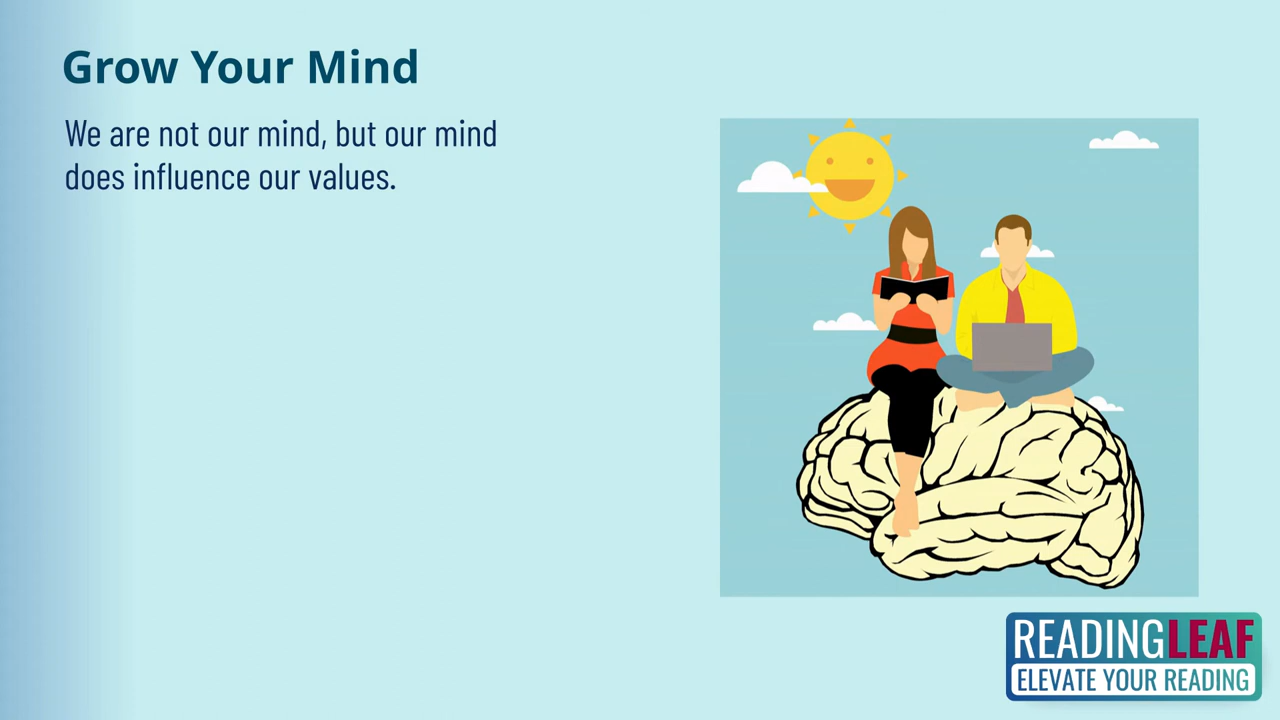 Grow Your Mind
We are not our mind, but our mind
does influence our values.
READINGLEAF
ELEVATE YOUR READING